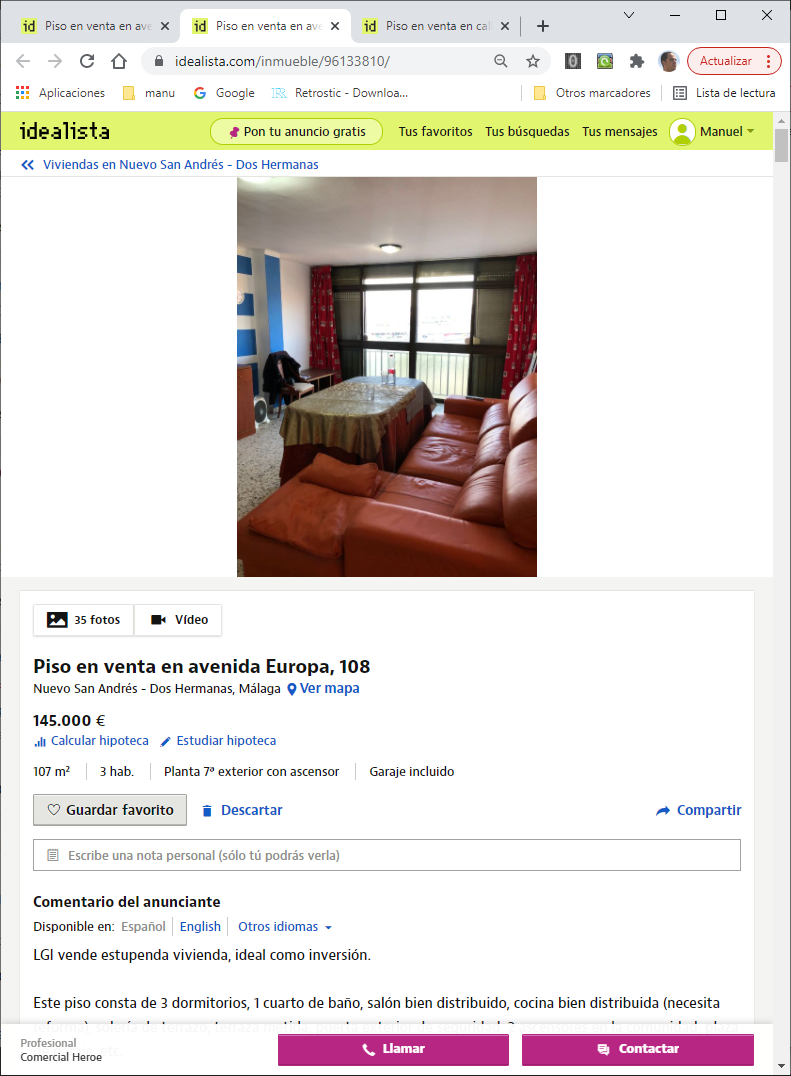 id Piso en venta en ave
id Piso en venta en ave
id Piso en venta en cal
idealista.com/inmueble/96133810/
Actualizar
Aplicaciones manu Google Retrostic - Downloa... Otros marcadores Lista de lectura
idealista Pon tu anuncio gratis Tus favoritos Tus búsquedas Tus mensajes Manuel
Viviendas en Nuevo San Andrés - Dos Hermanas
35 fotos Vídeo
Piso en venta en avenida Europa, 108
Nuevo San Andrés - Dos Hermanas, Málaga Ver mapa
145.000 €
Calcular hipoteca Estudiar hipoteca
107 m² 3 hab. Planta 7ª exterior con ascensor Garaje incluido
Guardar favorito Descartar Compartir
Escribe una nota personal (sólo tú podrás verla)
Comentario del anunciante
Disponible en: Español English Otros idiomas
LGI vende estupenda vivienda, ideal como inversión.
Este piso consta de 3 dormitorios, 1 cuarto de baño, salón bien distribuido, cocina bien distribuida (necesita
Profesional
Comercial Heroe
Llamar
Contactar